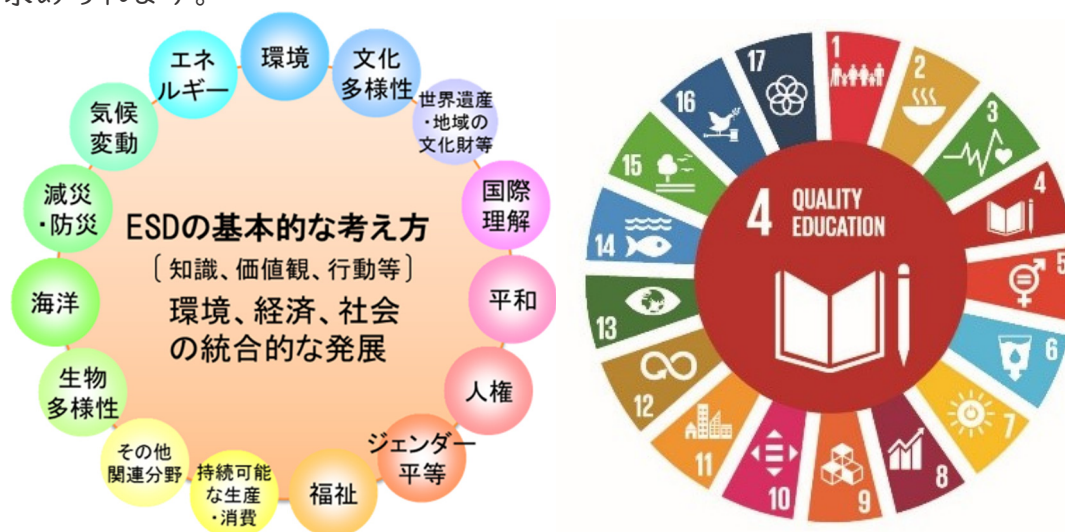 求められます。
環境
文化
多様性
世界遺産
・地域の
文化財等
国際
理解
平和
人権
ジェンダー
平等
福祉
持続可能
な生産
・消費
その他
関連分野
生物
多様性
海洋
減災
・防災
気候
変動
エネ
ルギー
ESDの基本的な考え方
［知識、価値観、行動等］
環境、経済、社会
の統合的な発展
1
2
3
4
5
6
7
8
9
10
11
12
13
14
15
16
17
4 QUALITY
EDUCATION